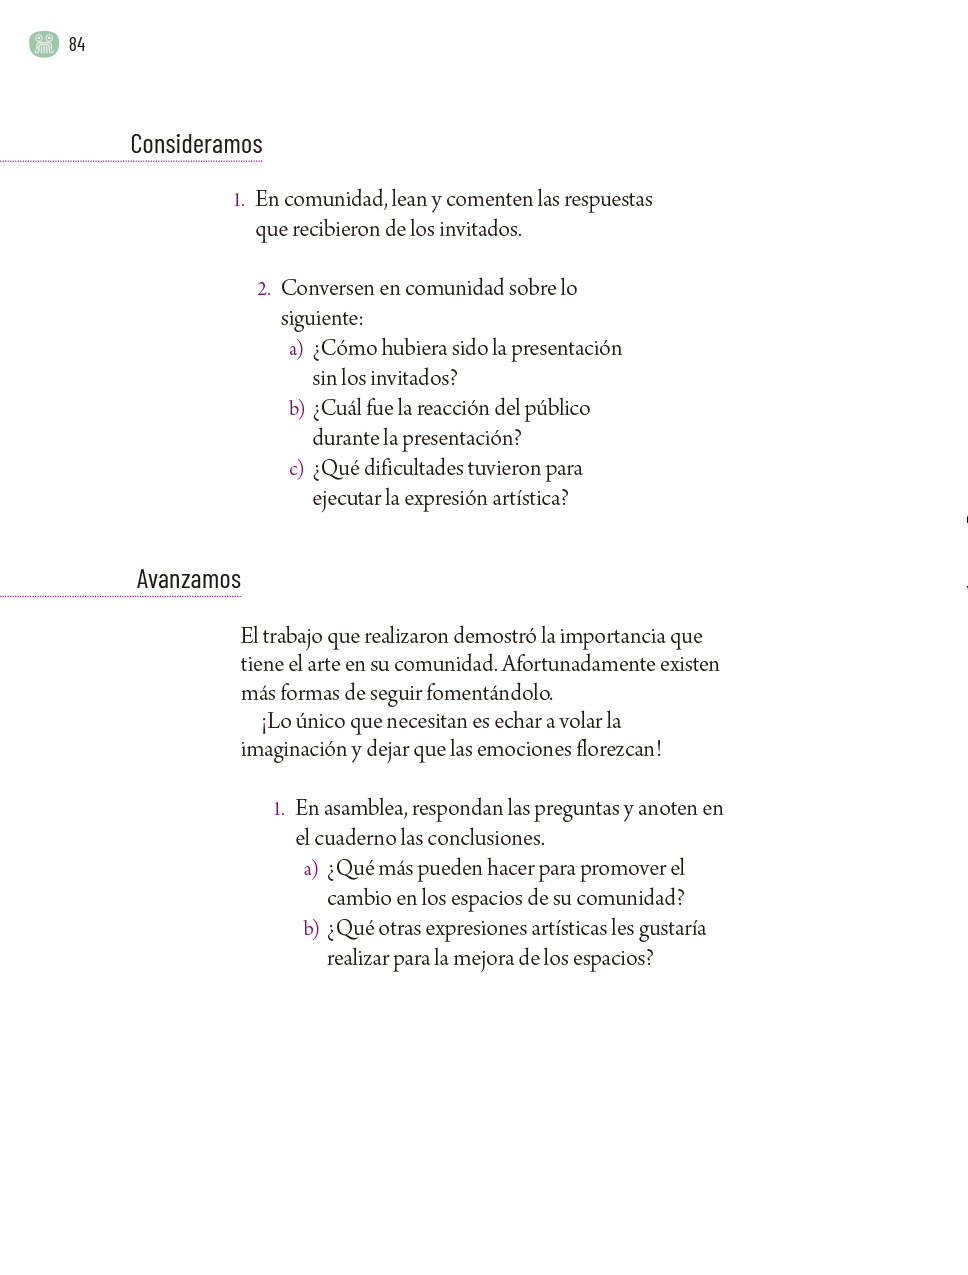 84
Consideramos
1. En comunidad, lean y comenten las respuestas
que recibieron de los invitados.
2. Conversen en comunidad sobre lo
siguiente:
a) ¿Cómo hubiera sido la presentación
sin los invitados?
b) ¿Cuál fue la reacción del público
durante la presentación?
c) ¿Qué dificultades tuvieron para
ejecutar la expresión artística?
Avanzamos
El trabajo que realizaron demostró la importancia que
tiene el arte en su comunidad. Afortunadamente existen
más formas de seguir fomentándolo.
¡Lo único que necesitan es echar a volar la
imaginación y dejar que las emociones florezcan!
1. En asamblea, respondan las preguntas y anoten en
el cuaderno las conclusiones.
a) ¿Qué más pueden hacer para promover el
cambio en los espacios de su comunidad?
b) ¿Qué otras expresiones artísticas les gustaría
realizar para la mejora de los espacios?